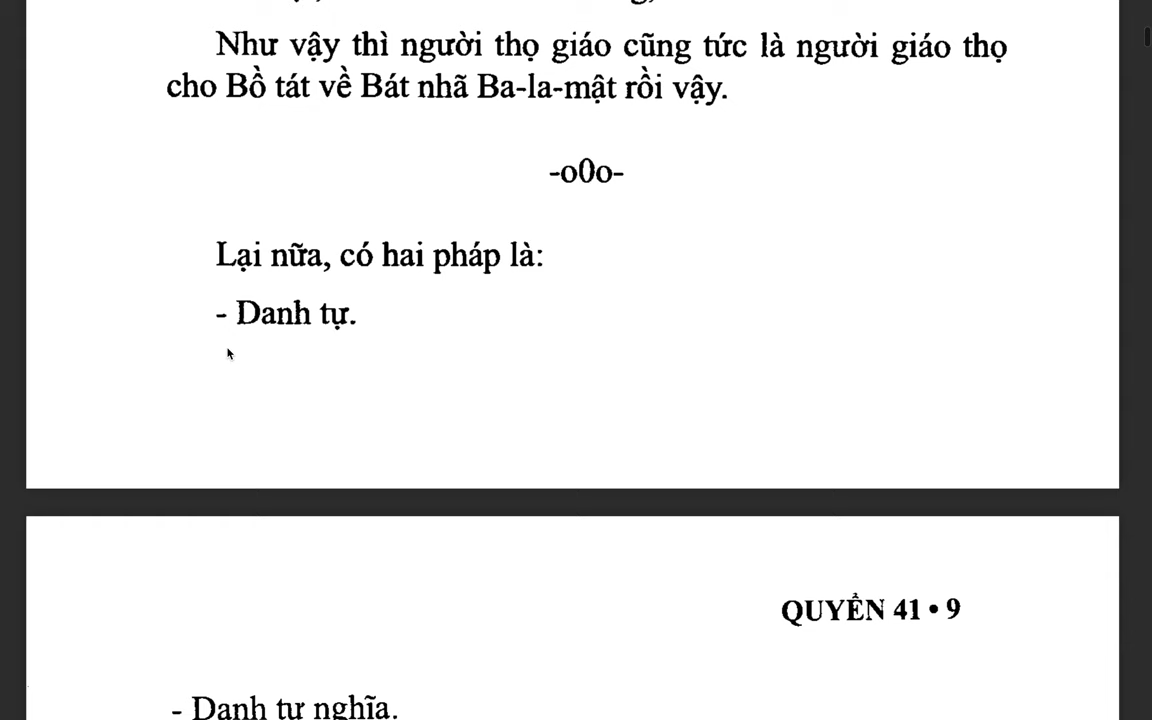 Như vậy thì người thọ giáo cũng tức là người giáo thọ
cho Bồ tát về Bát nhã Ba-la-mật rồi vậy.
-o0o-
Lại nữa, có hai pháp là:
- Danh tự.
QUYỂN 41 • 9
- Danh tự nghĩa.